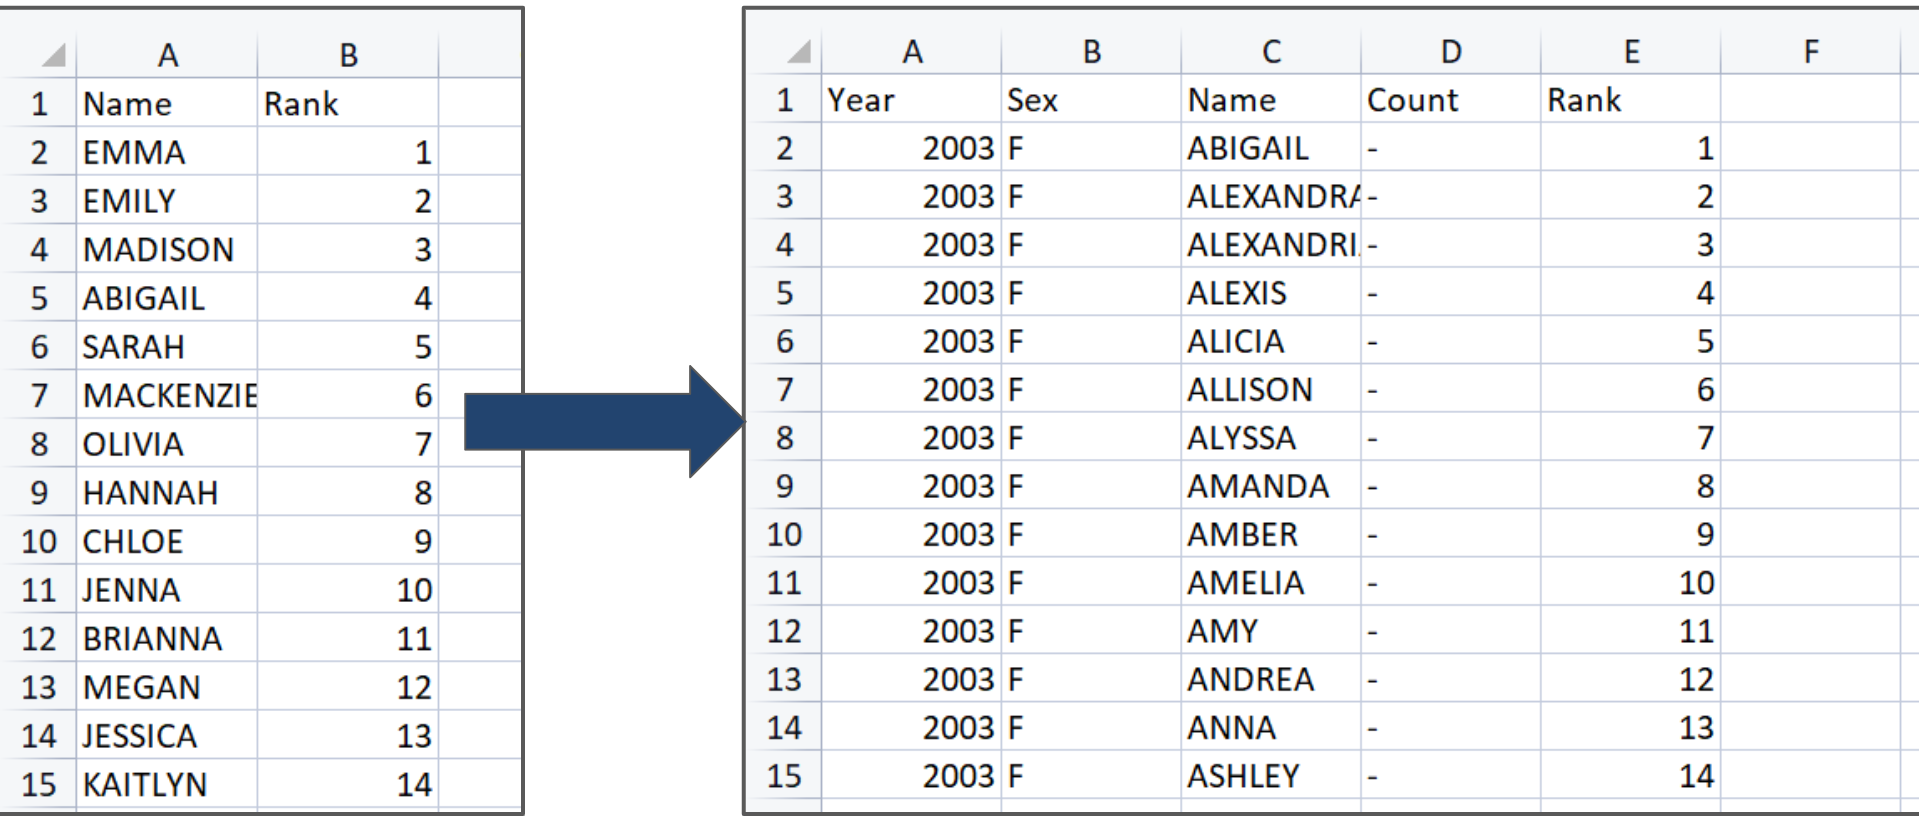 A B
1 Name Rank
2 EMMA 1
3 EMILY 2
4 MADISON 3
5 ABIGAIL 4
6 SARAH 5
7 MACKENZIE 6
8 OLIVIA 7
9 HANNAH 8
10 CHLOE 9
11 JENNA 10
12 BRIANNA 11
13 MEGAN 12
14 JESSICA 13
15 KAITLYN 14
A B C D E F
1 Year Sex Name Count Rank
2 2003 F ABIGAIL - 1
3 2003 F ALEXANDRA - 2
4 2003 F ALEXANDRI - 3
5 2003 F ALEXIS - 4
6 2003 F ALICIA - 5
7 2003 F ALLISON - 6
8 2003 F ALYSSA - 7
9 2003 F AMANDA - 8
10 2003 F AMBER - 9
11 2003 F AMELIA - 10
12 2003 F AMY - 11
13 2003 F ANDREA - 12
14 2003 F ANNA - 13
15 2003 F ASHLEY - 14